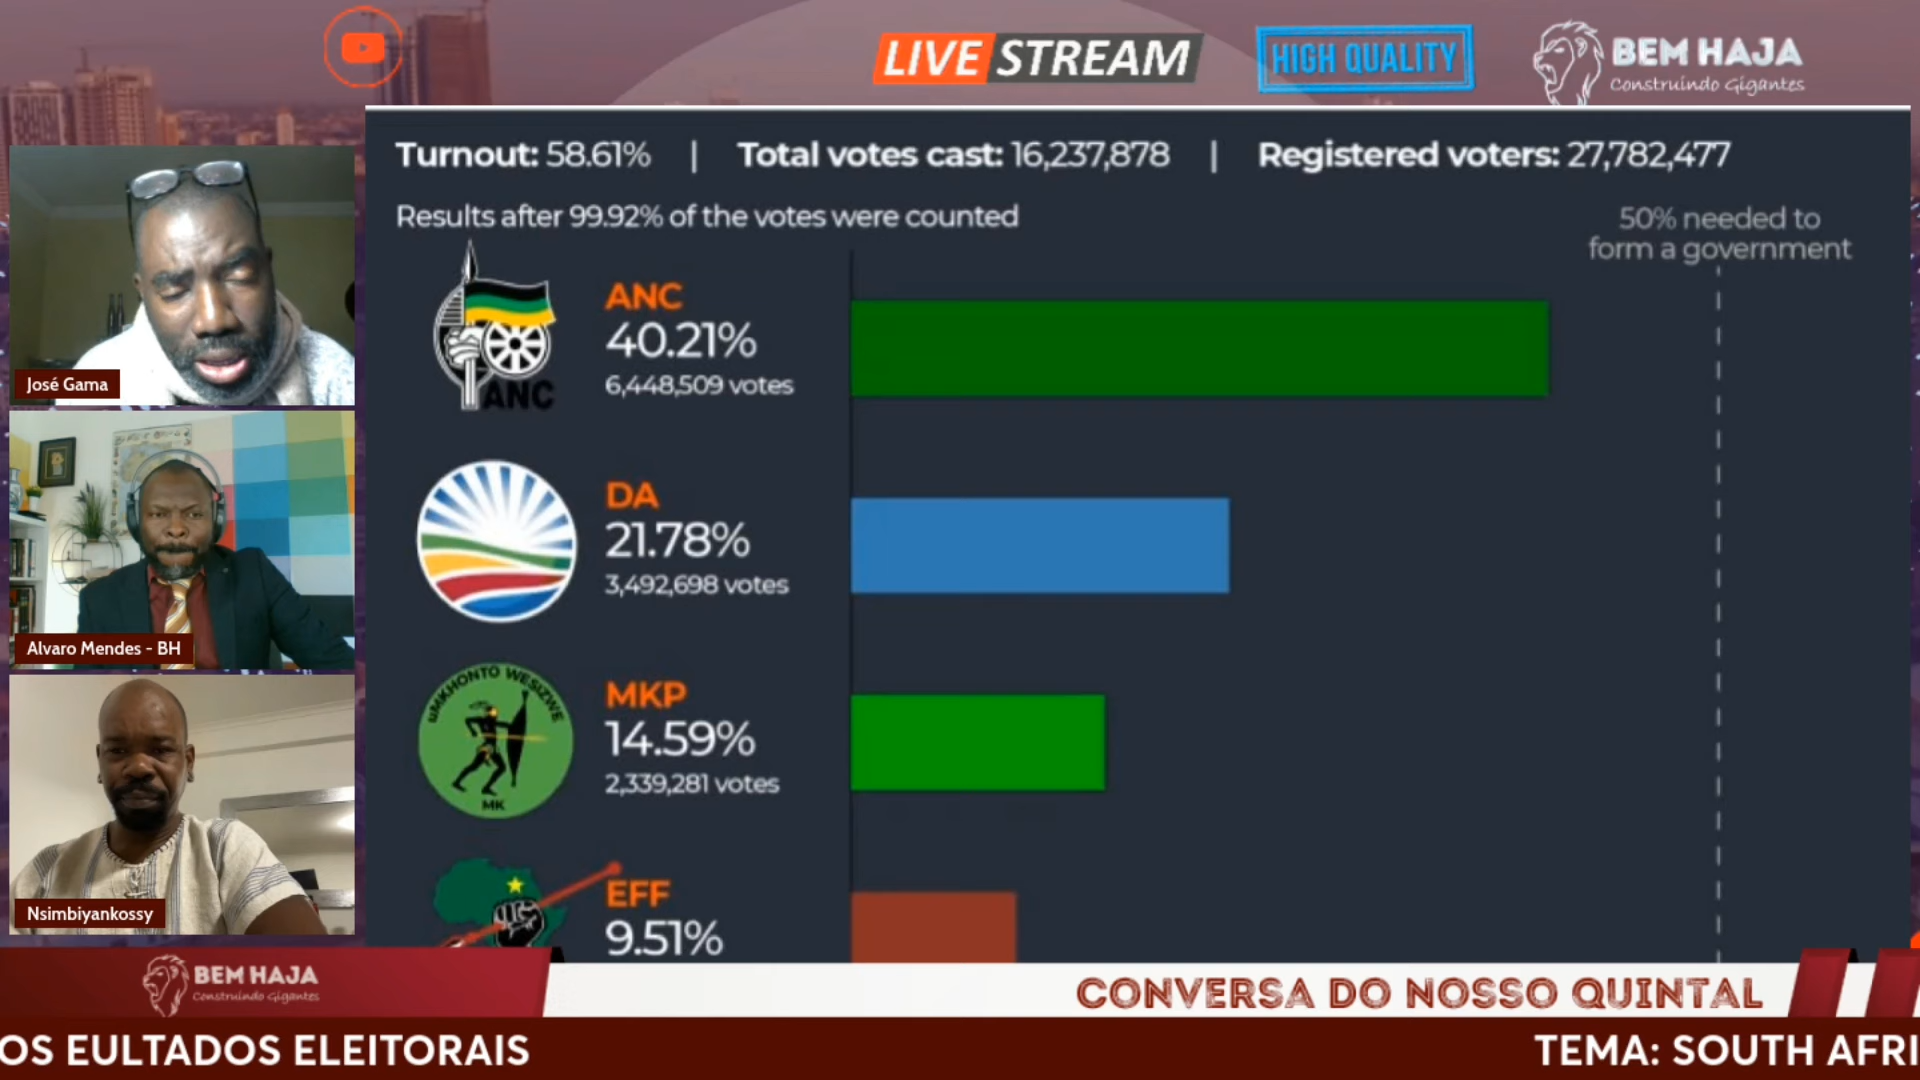 LIVE STREAM
HIGH QUALITY
BEM HAJA
Construindo Gigantes
Turnout: 58.61% | Total votes cast: 16,237,878 | Registered voters: 27,782,477
Results after 99.92% of the votes were counted
50% needed to
form a government
ANC
40.21%
6,448,509 votes
ANC
DA
21.78%
3,492,698 votes
UMKHONTO WESIZWE
MK
MKP
14.59%
2,339,281 votes
EFF
9.51%
José Gama
Alvaro Mendes - BH
Nsimbiyankossy
BEM HAJA
Construindo Gigantes
CONVERSA DO NOSSO QUINTAL
OS EULTADOS ELEITORAIS
TEMA: SOUTH AFRI